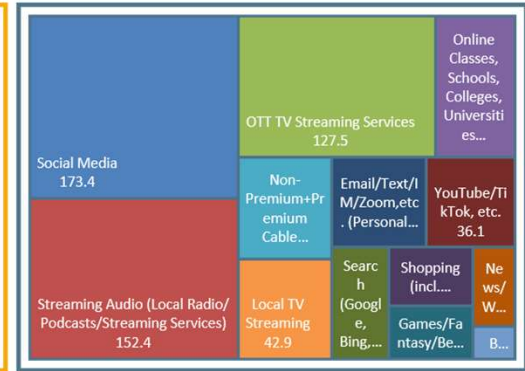 Social Media
173.4
Streaming Audio (Local Radio/
Podcasts/Streaming Services)
152.4
OTT TV Streaming Services
127.5
Online
Classes,
Schools,
Colleges,
Universiti
es...
Non-
Premium+Pr
emium
Cable...
Local TV
Streaming
42.9
Email/Text/I
M/Zoom,etc
. (Personal...
YouTube/Ti
kTok, etc.
36.1
Searc
h
(Googl
e,
Bing,...
Shopping
(incl....
Games/Fa
ntasy/Be...
Ne
ws/
W...
B...